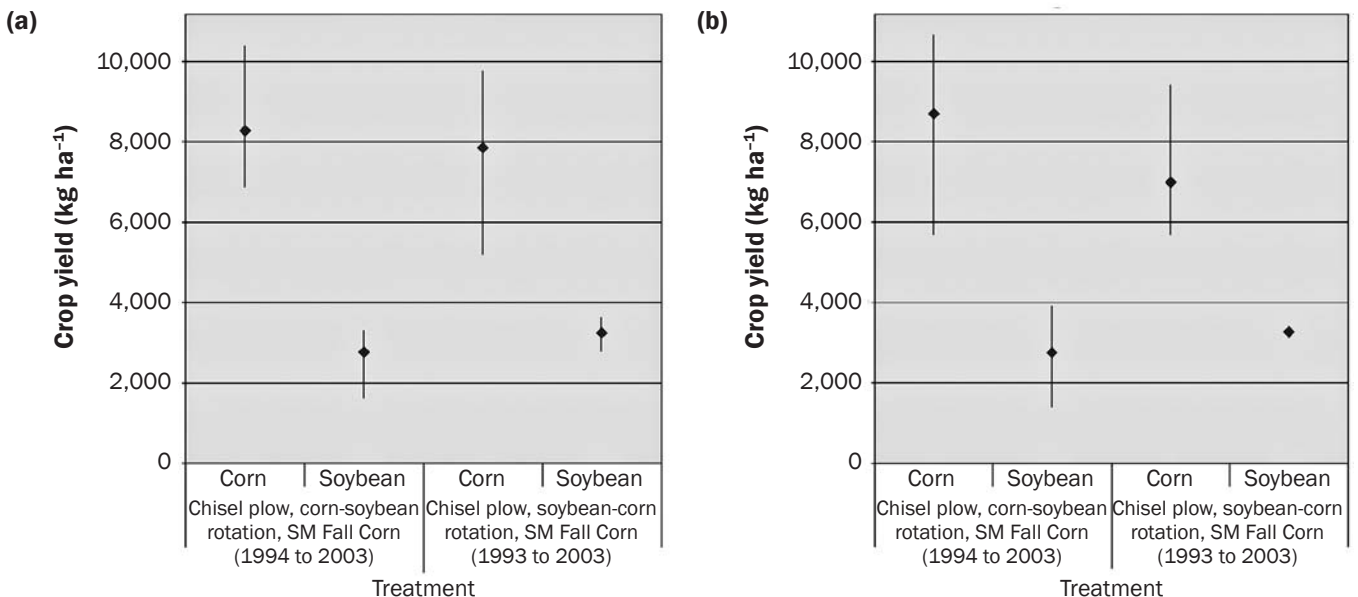 (a)
Crop yield (kg ha⁻¹)
10,000
8,000
6,000
4,000
2,000
0
Corn
Soybean
Corn
Soybean
Chisel plow, corn-soybean
rotation, SM Fall Corn
(1994 to 2003)
Chisel plow, soybean-corn
rotation, SM Fall Corn
(1993 to 2003)
Treatment
(b)
Crop yield (kg ha⁻¹)
10,000
8,000
6,000
4,000
2,000
0
Corn
Soybean
Corn
Soybean
Chisel plow, corn-soybean
rotation, SM Fall Corn
(1994 to 2003)
Chisel plow, soybean-corn
rotation, SM Fall Corn
(1993 to 2003)
Treatment